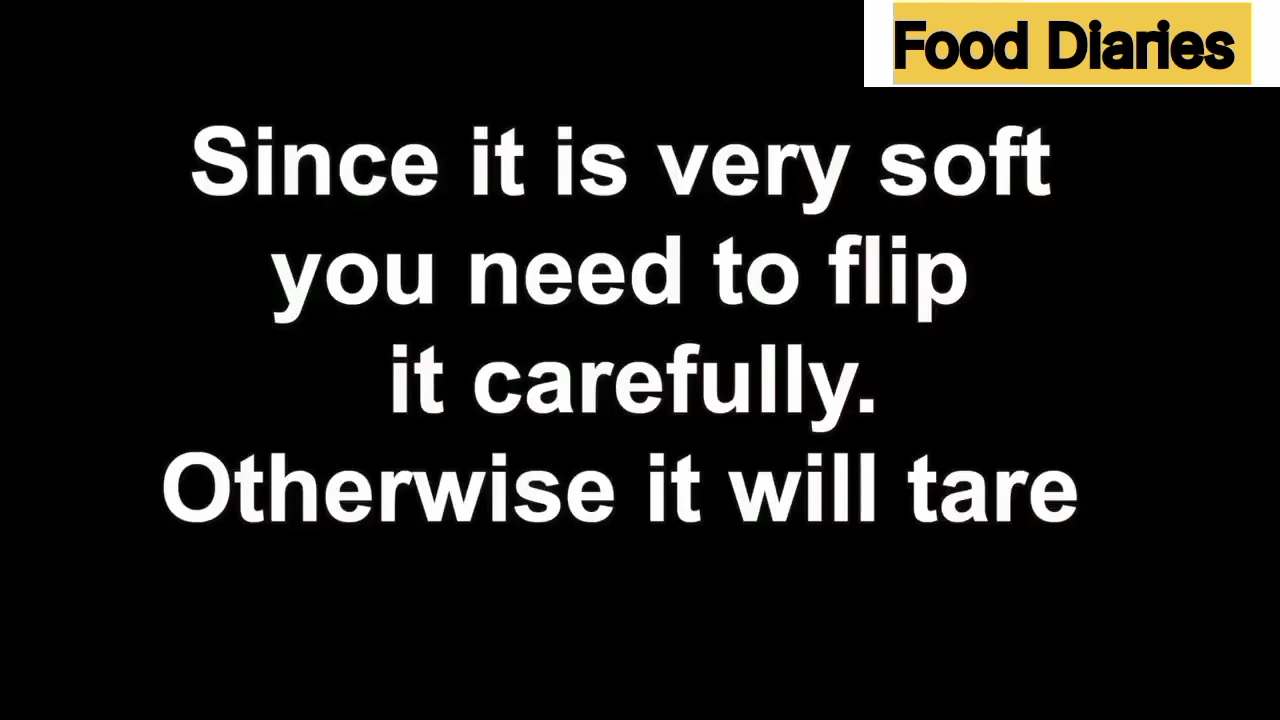 Food Diaries
Since it is very soft
you need to flip
it carefully.
Otherwise it will tare